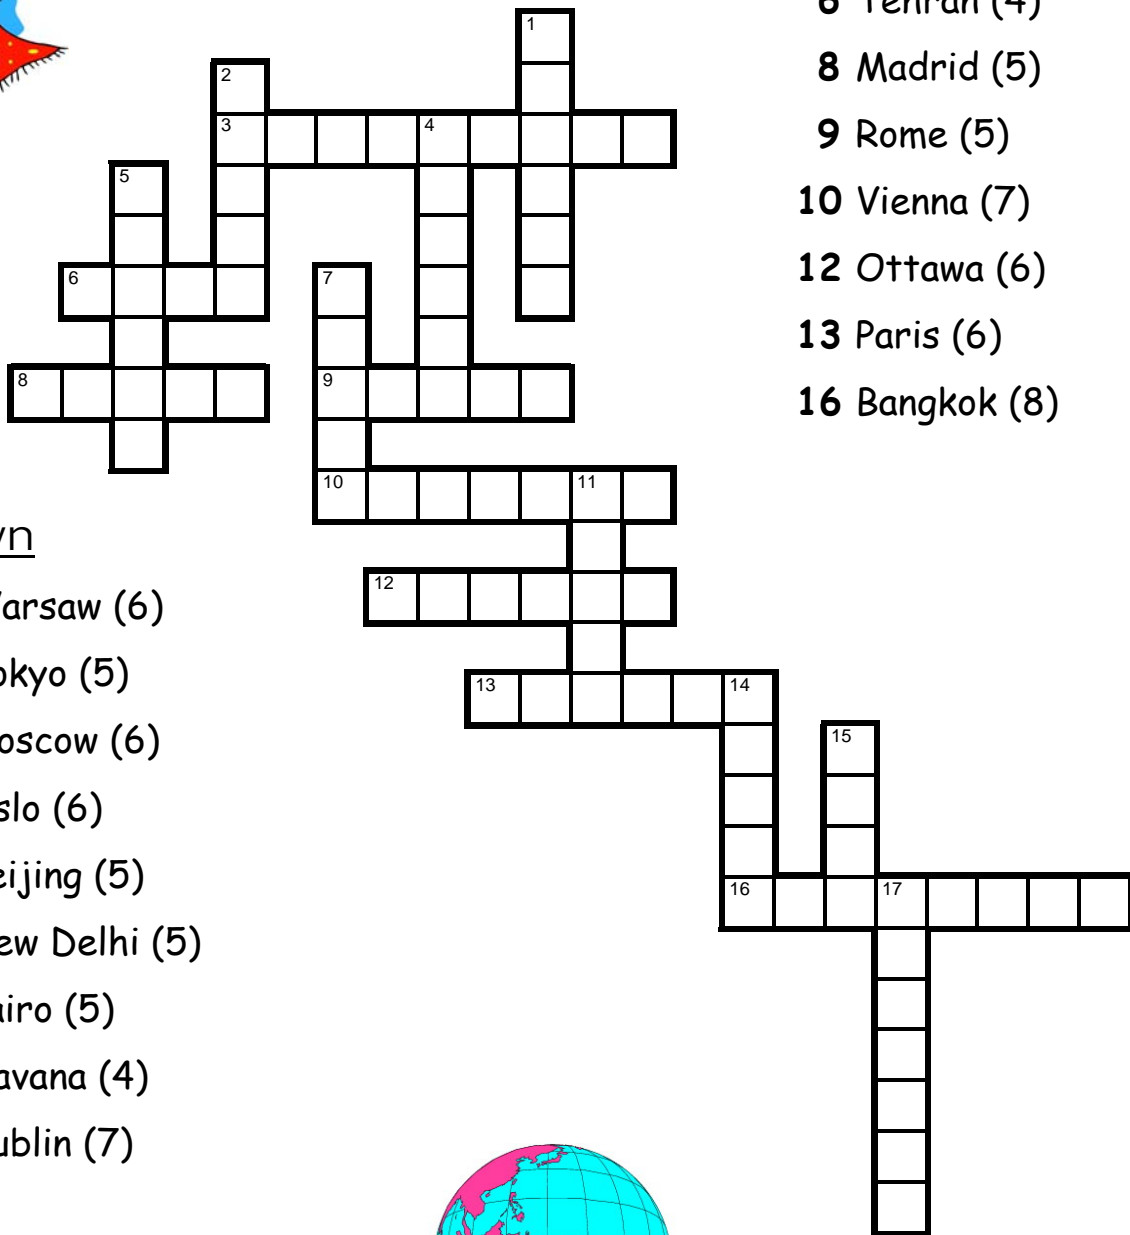 6 Tehran (4)
8 Madrid (5)
9 Rome (5)
10 Vienna (7)
12 Ottawa (6)
13 Paris (6)
16 Bangkok (8)
1
2
3 4
5
6 7
8 9
10 11
12
13 14
15
16 17
wn
arsaw (6)
okyo (5)
oscow (6)
slo (6)
eijing (5)
ew Delhi (5)
airo (5)
avana (4)
ublin (7)